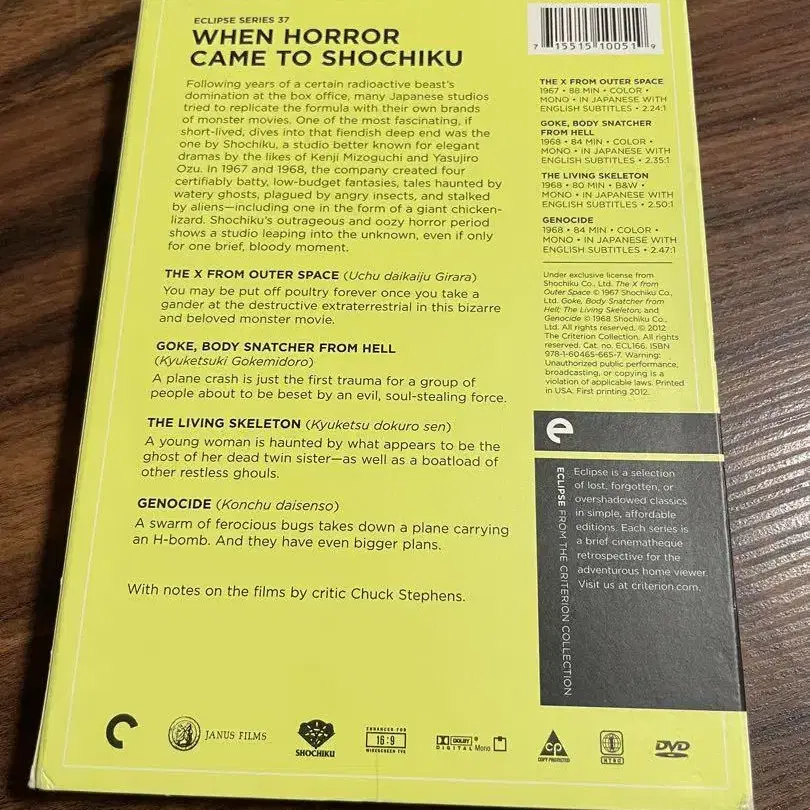 ECLIPSE SERIES 37
WHEN HORROR
CAME TO SHOCHIKU
Following years of a certain radioactive beast's
domination at the box office, many Japanese studios
tried to replicate the formula with their own brands
of monster movies. One of the most fascinating, if
short-lived, dives into that fiendish deep end was the
one by Shochiku, a studio better known for elegant
dramas by the likes of Kenji Mizoguchi and Yasujiro
Ozu. In 1967 and 1968, the company created four
certifiably batty, low-budget fantasies, tales haunted by
watery ghosts, plagued by angry insects, and stalked
by aliens—including one in the form of a giant chicken-
lizard. Shochiku's outrageous and oozy horror period
shows a studio leaping into the unknown, even if only
for one brief, bloody moment.
THE X FROM OUTER SPACE (Uchu daikaiju Girara)
You may be put off poultry forever once you take a
gander at the destructive extraterrestrial in this bizarre
and beloved monster movie.
GOKE, BODY SNATCHER FROM HELL
(Kyuketsuki Gokemidoro)
A plane crash is just the first trauma for a group of
people about to be beset by an evil, soul-stealing force.
THE LIVING SKELETON (Kyuketsu dokuro sen)
A young woman is haunted by what appears to be the
ghost of her dead twin sister—as well as a boatload of
other restless ghouls.
GENOCIDE (Konchu daisenso)
A swarm of ferocious bugs takes down a plane carrying
an H-bomb. And they have even bigger plans.
With notes on the films by critic Chuck Stephens.
7 15515 10051 9
THE X FROM OUTER SPACE
1967 • 88 MIN • COLOR •
MONO • IN JAPANESE WITH
ENGLISH SUBTITLES • 2.24:1
GOKE, BODY SNATCHER
FROM HELL
1968 • 84 MIN • COLOR •
MONO • IN JAPANESE WITH
ENGLISH SUBTITLES • 2.35:1
THE LIVING SKELETON
1968 • 80 MIN • B&W •
MONO • IN JAPANESE WITH
ENGLISH SUBTITLES • 2.50:1
GENOCIDE
1968 • 84 MIN • COLOR •
MONO • IN JAPANESE WITH
ENGLISH SUBTITLES • 2.47:1
Under exclusive license from
Shochiku Co., Ltd. The X from
Outer Space © 1967 Shochiku Co.,
Ltd. Goke, Body Snatcher from
Hell; The Living Skeleton; and
Genocide © 1968 Shochiku Co.,
Ltd. All rights reserved. © 2012
The Criterion Collection. All rights
reserved. Cat. no. ECL166. ISBN
978-1-60465-665-7. Warning:
Unauthorized public performance,
broadcasting, or copying is a
violation of applicable laws. Printed
in USA. First printing 2012.
e
ECLIPSE FROM THE CRITERION COLLECTION
Eclipse is a selection
of lost, forgotten, or
overshadowed classics
in simple, affordable
editions. Each series is
a brief cinematheque
retrospective for the
adventurous home viewer.
Visit us at criterion.com.
JANUS FILMS
SHOCHIKU
ENHANCED FOR
16:9
WIDESCREEN TVS
DOLBY
DIGITAL Mono
CP
COPY PROTECTED
1
NTSC
DVD